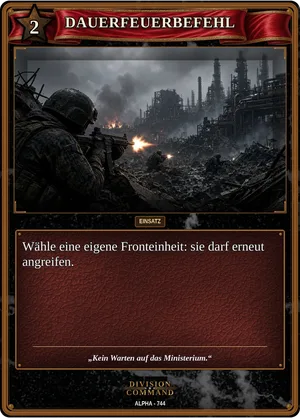 2
DAUERFEUERBEFEHL
EINSATZ
Wähle eine eigene Fronteinheit: sie darf erneut
angreifen.
„Kein Warten auf das Ministerium.“
DIVISION
COMMAND
ALPHA - 744